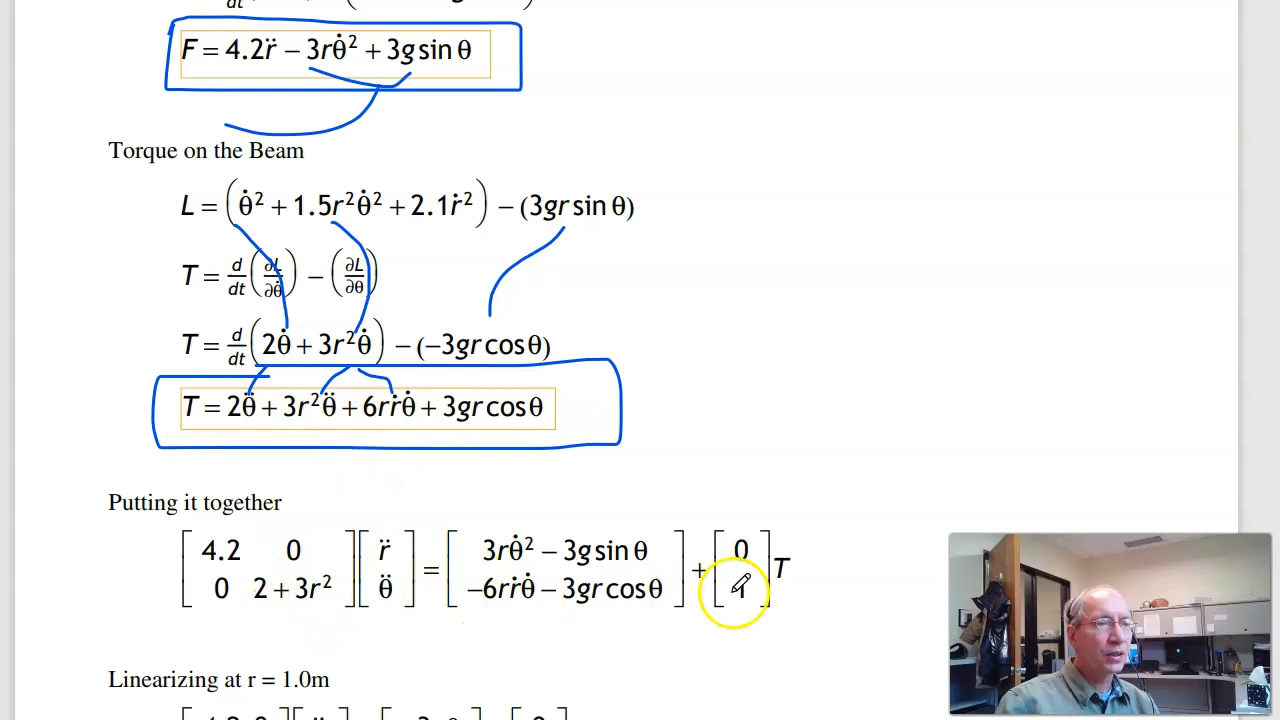 dt
F = 4.2r̈ − 3rθ̇² + 3g sin θ
Torque on the Beam
L = (θ̇² + 1.5r²θ̇² + 2.1ṙ²) − (3gr sin θ)
T = d/dt (∂L/∂θ̇) − (∂L/∂θ)
T = d/dt (2θ̇ + 3r²θ̇) − (−3gr cos θ)
T = 2θ̈ + 3r²θ̈ + 6rṙθ̇ + 3gr cos θ
Putting it together
[4.2 0; 0 2 + 3r²] [r̈; θ̈] = [3rθ̇² − 3g sin θ; −6rṙθ̇ − 3gr cos θ] + [0; 1] T
Linearizing at r = 1.0m